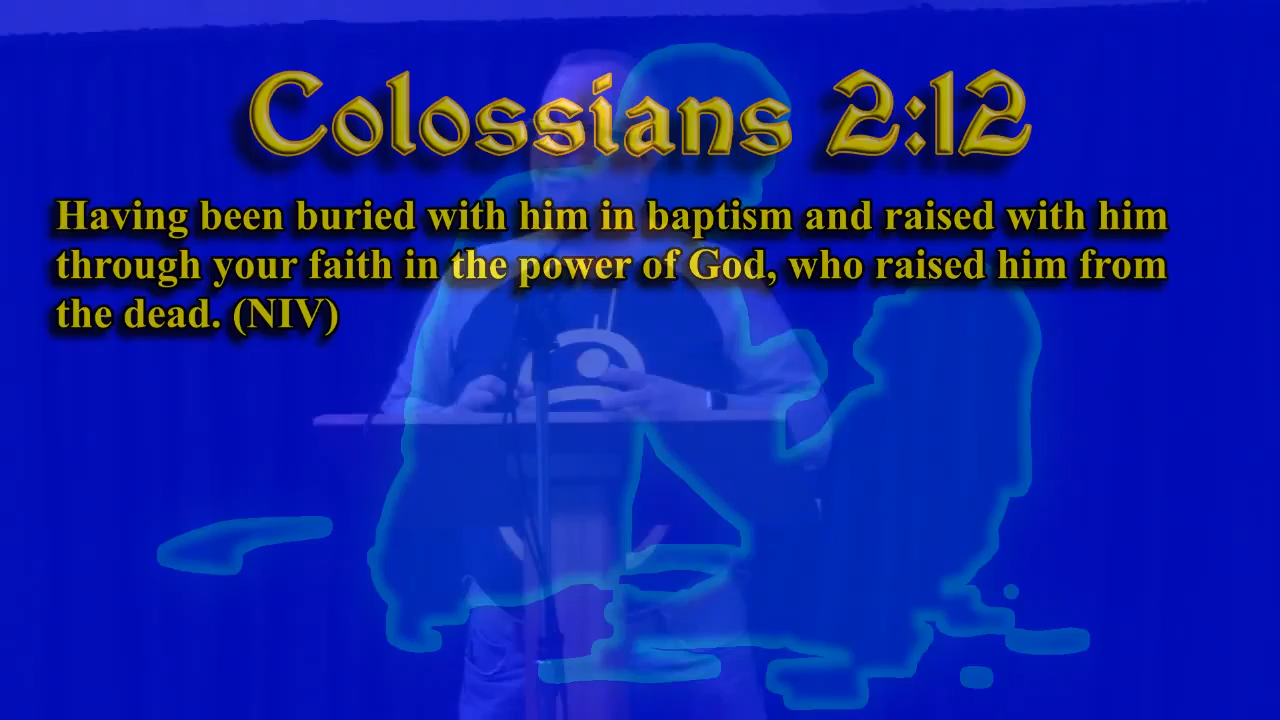 Colossians 2:12
Having been buried with him in baptism and raised with him
through your faith in the power of God, who raised him from
the dead. (NIV)